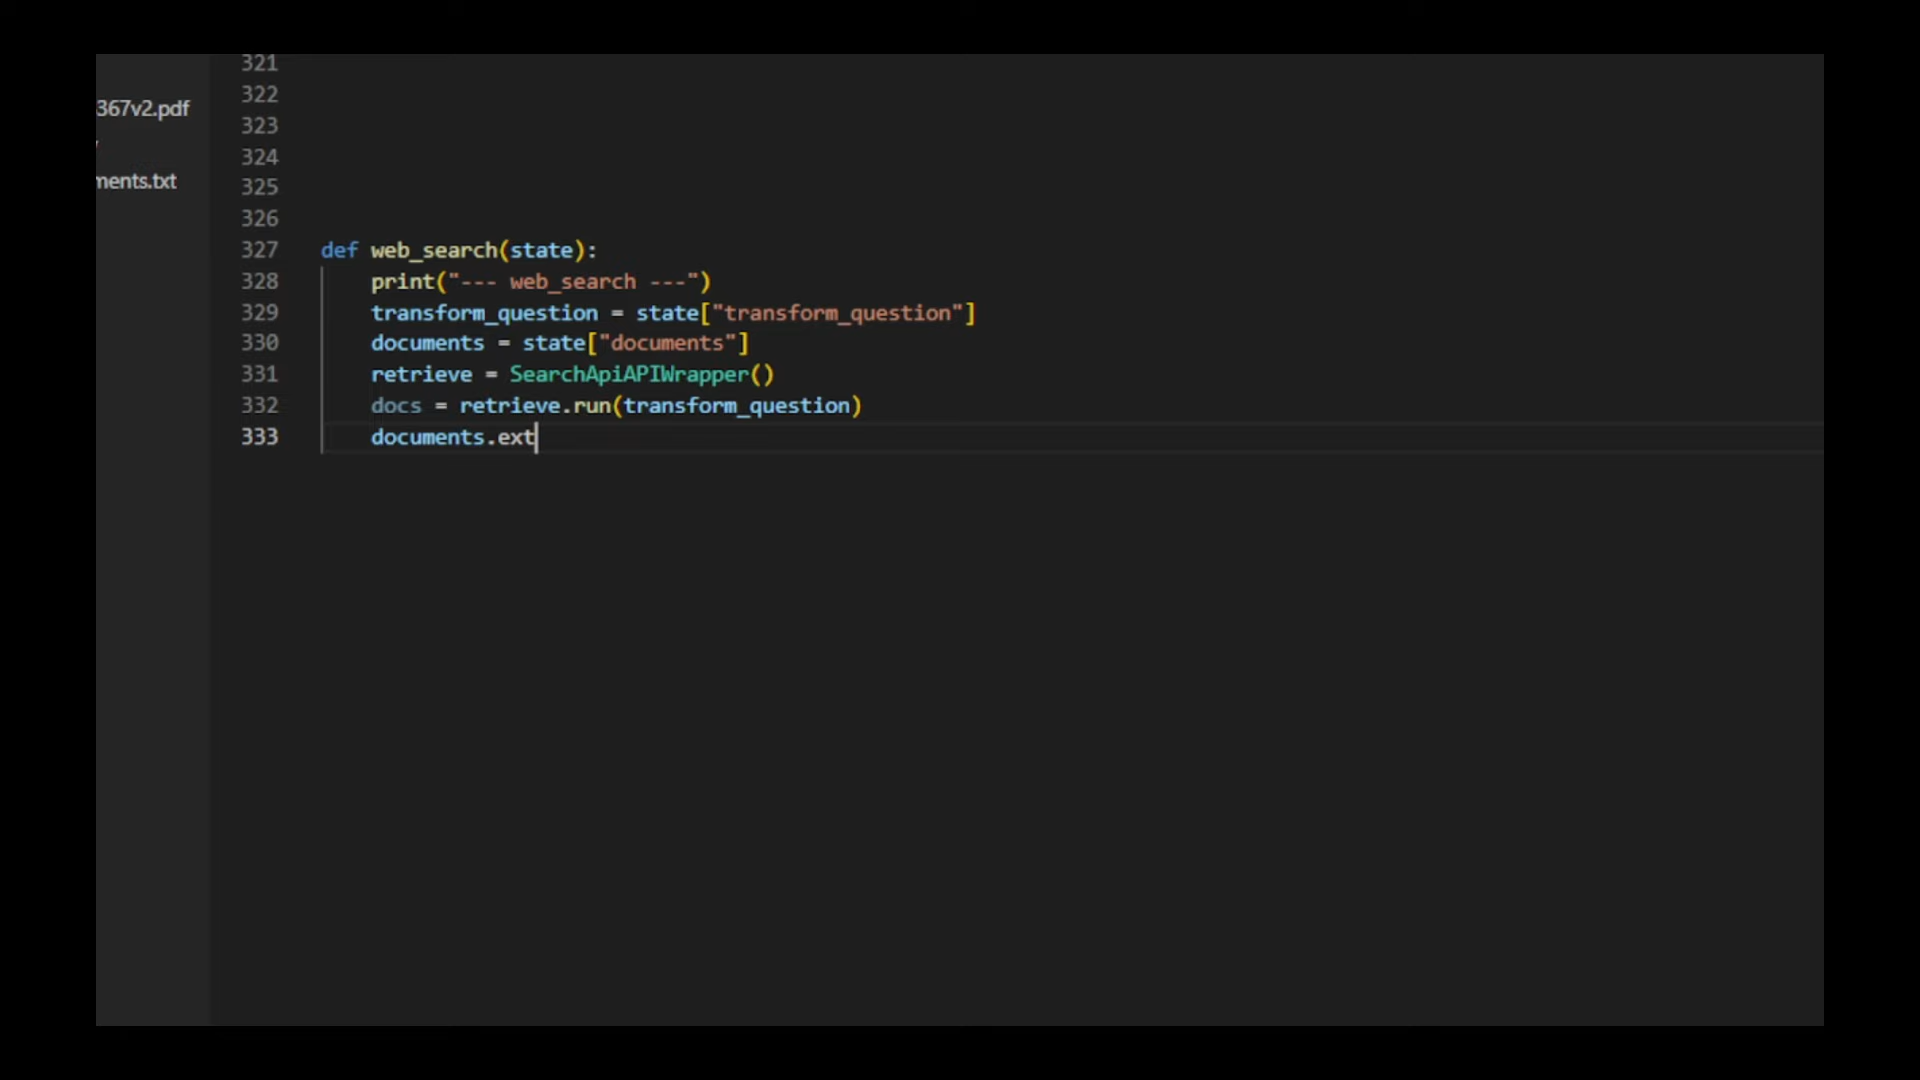 321
322
367v2.pdf
323
324
ments.txt
325
326
327 def web_search(state):
328     print("--- web_search ---")
329     transform_question = state["transform_question"]
330     documents = state["documents"]
331     retrieve = SearchApiAPIWrapper()
332     docs = retrieve.run(transform_question)
333     documents.ext